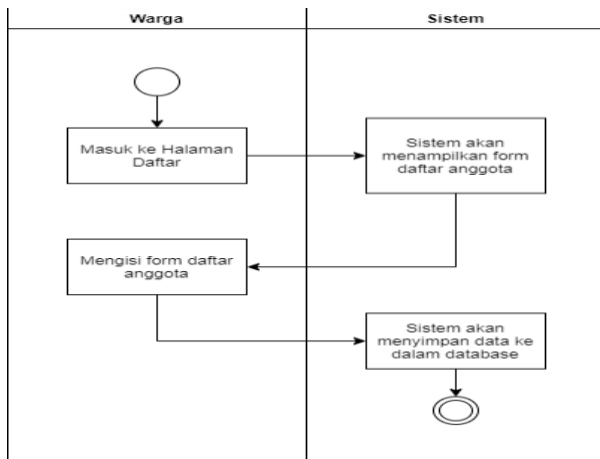 Warga
Sistem
Masuk ke Halaman
Daftar
Sistem akan
menampilkan form
daftar anggota
Mengisi form daftar
anggota
Sistem akan
menyimpan data ke
dalam database